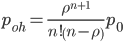 p_{oh} = \frac{\rho^{n+1}}{n!(n-\rho)} p_0